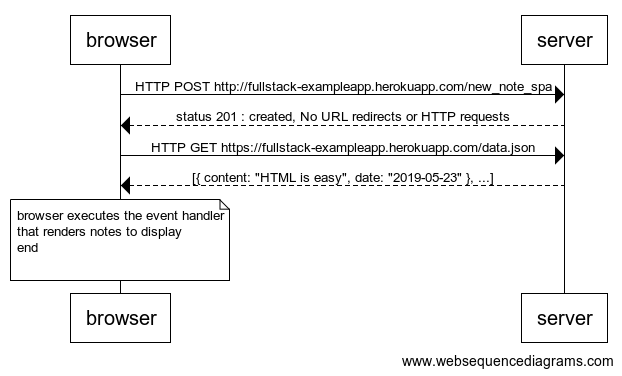 browser
server
HTTP POST http://fullstack-exampleapp.herokuapp.com/new_note_spa
status 201 : created, No URL redirects or HTTP requests
HTTP GET https://fullstack-exampleapp.herokuapp.com/data.json
[{ content: "HTML is easy", date: "2019-05-23" }, ...]
browser executes the event handler
that renders notes to display
end
browser
server
www.websequencediagrams.com